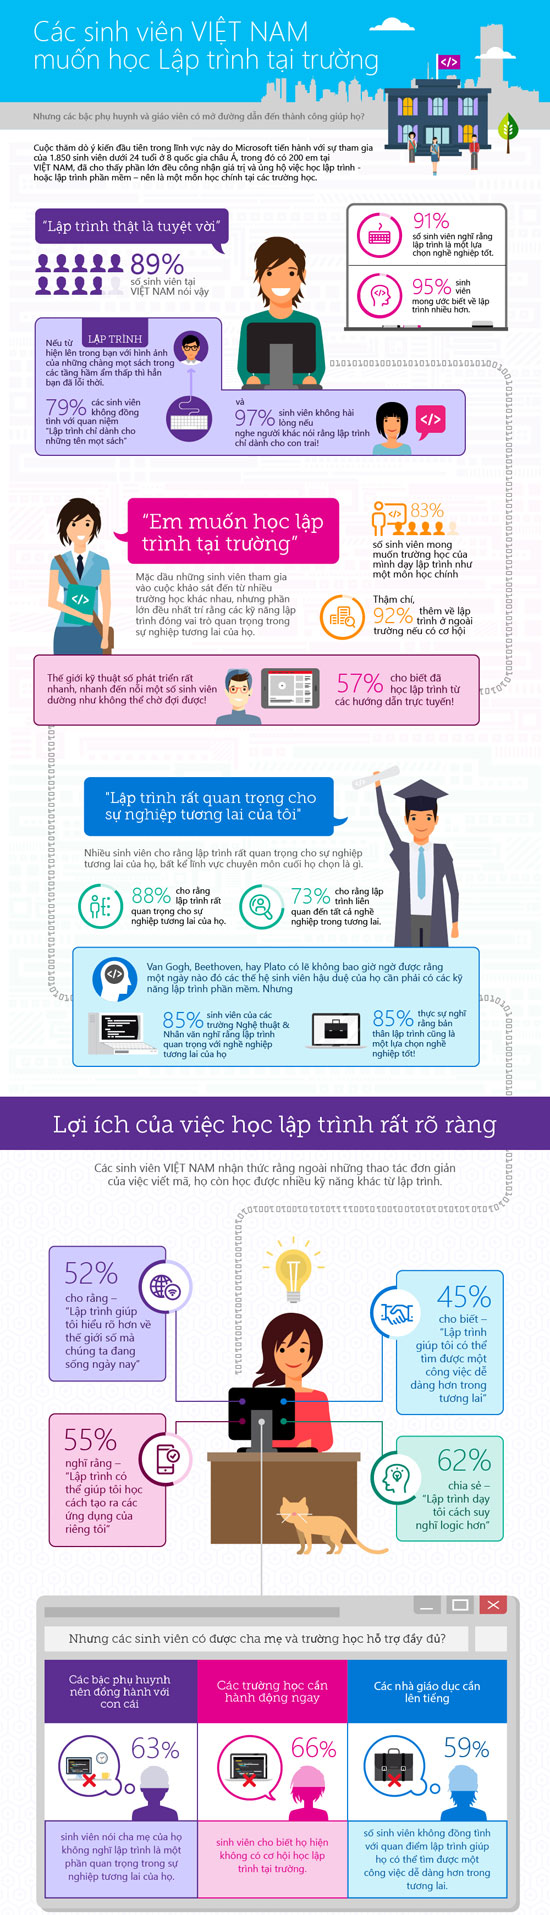 Các sinh viên VIỆT NAM
muốn học Lập trình tại trường
</>
Nhưng các bậc phụ huynh và giáo viên có mở đường dẫn đến thành công giúp họ?
Cuộc thăm dò ý kiến đầu tiên trong lĩnh vực này do Microsoft tiến hành với sự tham gia
của 1.850 sinh viên dưới 24 tuổi ở 8 quốc gia châu Á, trong đó có 200 em tại
VIỆT NAM, đã cho thấy phần lớn đều công nhận giá trị và ủng hộ việc học lập trình -
hoặc lập trình phần mềm – nên là một môn học chính tại các trường học.
“Lập trình thật là tuyệt vời”
89%
số sinh viên tại
VIỆT NAM nói vậy
91%
số sinh viên nghĩ rằng
lập trình là một lựa
chọn nghề nghiệp tốt.
95% sinh
viên
mong ước biết về lập
trình nhiều hơn.
Nếu từ LẬP TRÌNH
hiện lên trong bạn với hình ảnh
của những chàng mọt sách trong
các tầng hầm ẩm thấp thì hẳn
bạn đã lỗi thời.
79% các sinh viên
không đồng
tình với quan niệm
“Lập trình chỉ dành cho
những tên mọt sách”
và
97% sinh viên không hài
lòng nếu
nghe người khác nói rằng lập trình
chỉ dành cho con trai!
</>
“Em muốn học lập
trình tại trường”
</>
Mặc dầu những sinh viên tham gia
vào cuộc khảo sát đến từ nhiều
trường học khác nhau, nhưng phần
lớn đều nhất trí rằng các kỹ năng lập
trình đóng vai trò quan trọng trong
sự nghiệp tương lai của họ.
83%
số sinh viên mong
muốn trường học của
mình dạy lập trình như
một môn học chính
Thậm chí,
92% thêm về lập
trình ở ngoài
trường nếu có cơ hội
Thế giới kỹ thuật số phát triển rất
nhanh, nhanh đến nỗi một số sinh viên
dường như không thể chờ đợi được!
57% cho biết đã
học lập trình từ
các hướng dẫn trực tuyến!
"Lập trình rất quan trọng cho
sự nghiệp tương lai của tôi"
Nhiều sinh viên cho rằng lập trình rất quan trọng cho sự nghiệp
tương lai của họ, bất kể lĩnh vực chuyên môn cuối họ chọn là gì.
88% cho rằng
lập trình rất
quan trọng cho sự
nghiệp tương lai của họ.
73% cho rằng lập
trình liên
quan đến tất cả nghề
nghiệp trong tương lai.
Van Gogh, Beethoven, hay Plato có lẽ không bao giờ ngờ được rằng
một ngày nào đó các thế hệ sinh viên hậu duệ của họ cần phải có các kỹ
năng lập trình phần mềm. Nhưng
85% sinh viên của các
trường Nghệ thuật &
Nhân văn nghĩ rằng lập trình
quan trọng với nghề nghiệp
tương lai của họ
85% thực sự nghĩ
rằng bản
thân lập trình cũng là
một lựa chọn nghề
nghiệp tốt!
Lợi ích của việc học lập trình rất rõ ràng
Các sinh viên VIỆT NAM nhận thức rằng ngoài những thao tác đơn giản
của việc viết mã, họ còn học được nhiều kỹ năng khác từ lập trình.
52%
cho rằng –
“Lập trình giúp
tôi hiểu rõ hơn về
thế giới số mà
chúng ta đang
sống ngày nay”
45%
cho biết –
“Lập trình
giúp tôi có thể
tìm được một
công việc dễ
dàng hơn trong
tương lai”
55%
nghĩ rằng –
“Lập trình có
thể giúp tôi học
cách tạo ra các
ứng dụng của
riêng tôi”
62%
chia sẻ –
“Lập trình dạy
tôi cách suy
nghĩ logic hơn”
Nhưng các sinh viên có được cha mẹ và trường học hỗ trợ đầy đủ?
Các bậc phụ huynh
nên đồng hành với
con cái
63%
sinh viên nói cha mẹ của họ
không nghĩ lập trình là một
phần quan trọng trong sự
nghiệp tương lai của họ.
Các trường học cần
hành động ngay
66%
sinh viên cho biết họ hiện
không có cơ hội học lập
trình tại trường.
Các nhà giáo dục cần
lên tiếng
59%
số sinh viên không đồng tình
với quan điểm lập trình giúp
họ có thể tìm được một
công việc dễ dàng hơn trong
tương lai.